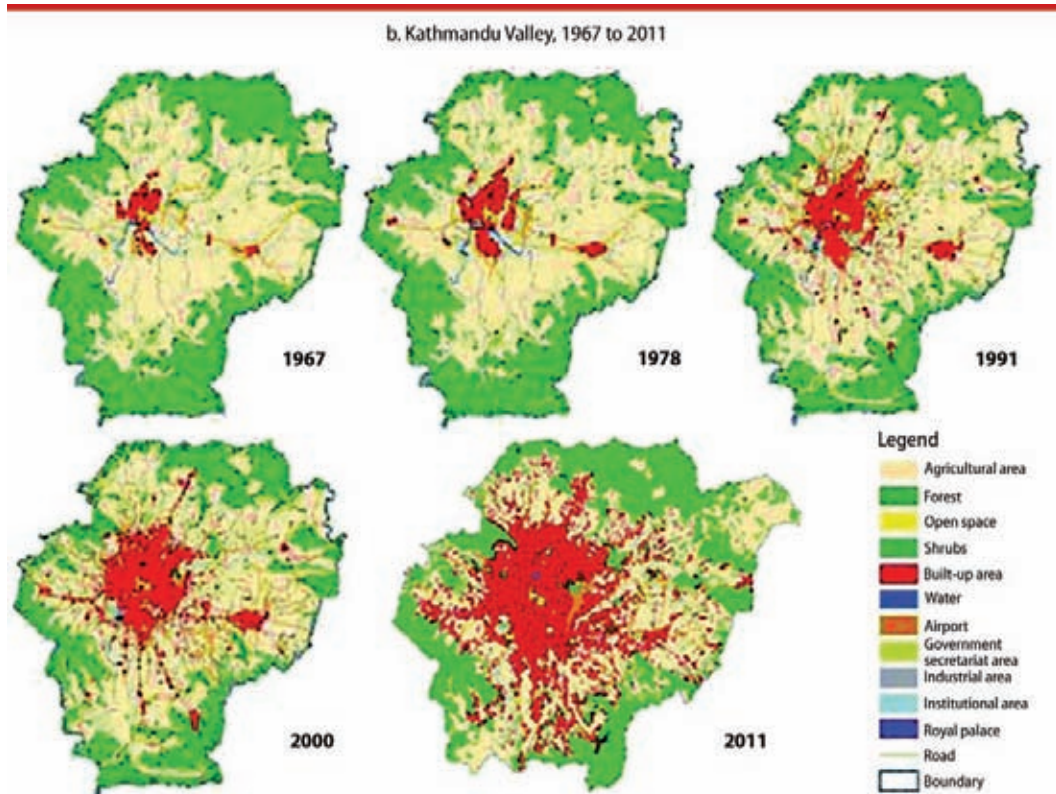 b. Kathmandu Valley, 1967 to 2011
1967
1978
1991
2000
2011
Legend
Agricultural area
Forest
Open space
Shrubs
Built-up area
Water
Airport
Government
secretariat area
Industrial area
Institutional area
Royal palace
Road
Boundary